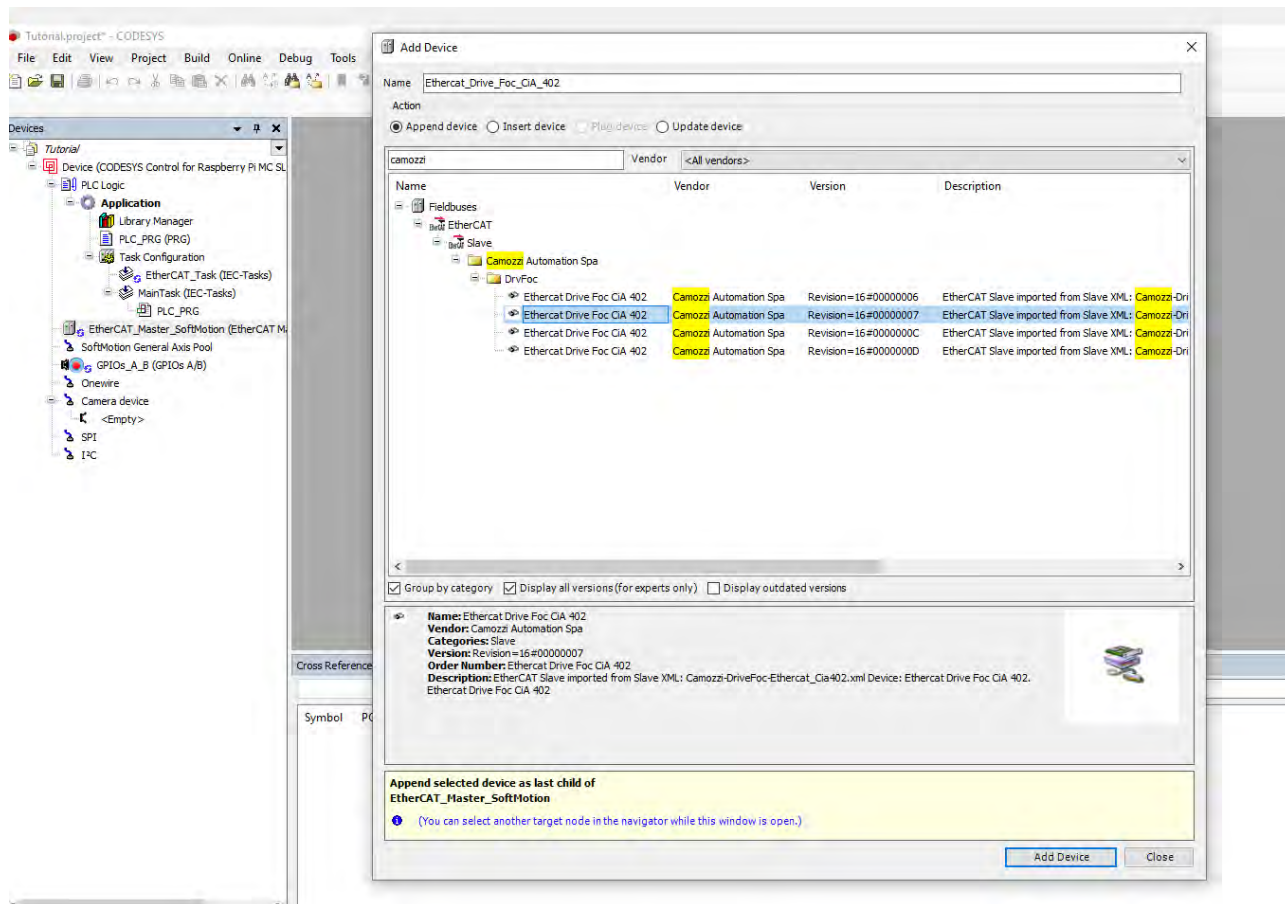 Tutorial.project* - CODESYS
File Edit View Project Build Online Debug Tools
Devices
Tutorial
Device (CODESYS Control for Raspberry Pi MC SL
PLC Logic
Application
Library Manager
PLC_PRG (PRG)
Task Configuration
EtherCAT_Task (IEC-Tasks)
MainTask (IEC-Tasks)
PLC_PRG
EtherCAT_Master_SoftMotion (EtherCAT M
SoftMotion General Axis Pool
GPIOs_A_B (GPIOs A/B)
Onewire
Camera device
<Empty>
SPI
I²C
Cross Reference
Symbol PO
Add Device
Name Ethercat_Drive_Foc_CiA_402
Action
Append device Insert device Plug device Update device
camozzi Vendor <All vendors>
Name Vendor Version Description
Fieldbuses
EtherCAT
Slave
Camozzi Automation Spa
DrvFoc
Ethercat Drive Foc CiA 402 Camozzi Automation Spa Revision=16#00000006 EtherCAT Slave imported from Slave XML: Camozzi-Dri
Ethercat Drive Foc CiA 402 Camozzi Automation Spa Revision=16#00000007 EtherCAT Slave imported from Slave XML: Camozzi-Dri
Ethercat Drive Foc CiA 402 Camozzi Automation Spa Revision=16#0000000C EtherCAT Slave imported from Slave XML: Camozzi-Dri
Ethercat Drive Foc CiA 402 Camozzi Automation Spa Revision=16#0000000D EtherCAT Slave imported from Slave XML: Camozzi-Dri
Group by category Display all versions (for experts only) Display outdated versions
Name: Ethercat Drive Foc CiA 402
Vendor: Camozzi Automation Spa
Categories: Slave
Version: Revision=16#00000007
Order Number: Ethercat Drive Foc CiA 402
Description: EtherCAT Slave imported from Slave XML: Camozzi-DriveFoc-Ethercat_Cia402.xml Device: Ethercat Drive Foc CiA 402.
Ethercat Drive Foc CiA 402
Append selected device as last child of
EtherCAT_Master_SoftMotion
(You can select another target node in the navigator while this window is open.)
Add Device Close